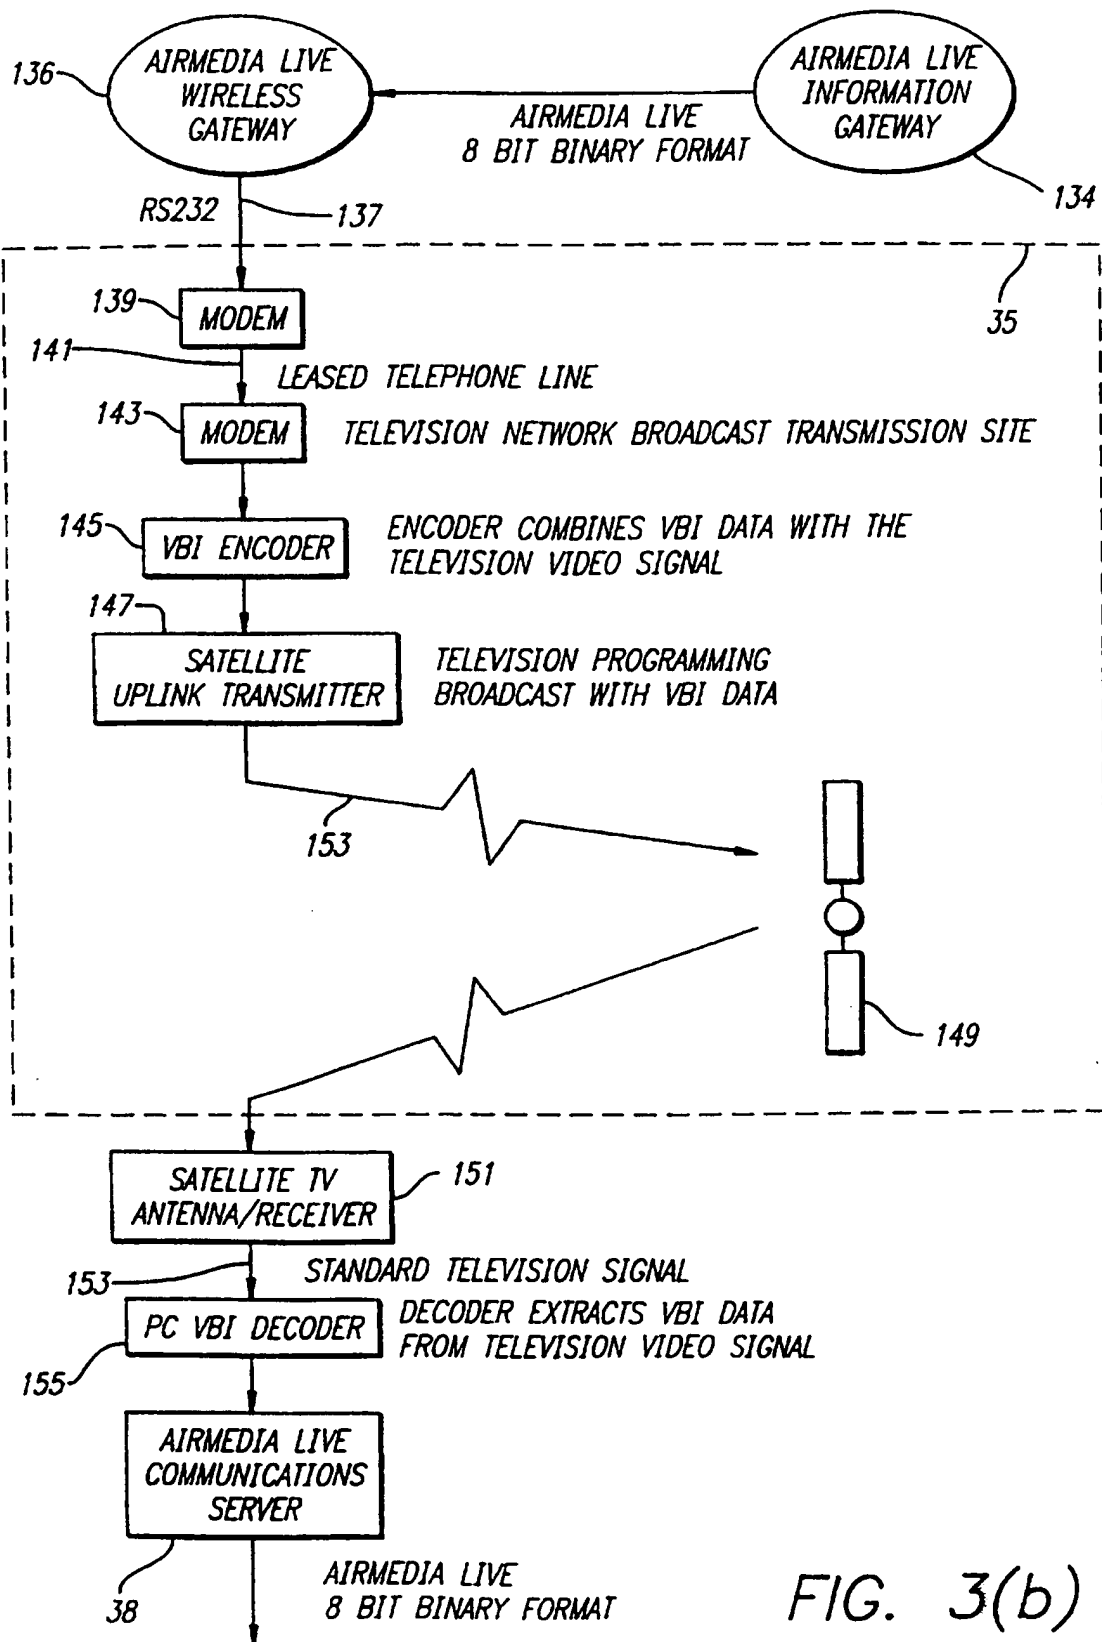 136
AIRMEDIA LIVE
WIRELESS
GATEWAY
AIRMEDIA LIVE
INFORMATION
GATEWAY
AIRMEDIA LIVE
8 BIT BINARY FORMAT
134
RS232
137
35
139
MODEM
141
LEASED TELEPHONE LINE
143
MODEM
TELEVISION NETWORK BROADCAST TRANSMISSION SITE
145
VBI ENCODER
ENCODER COMBINES VBI DATA WITH THE
TELEVISION VIDEO SIGNAL
147
SATELLITE
UPLINK TRANSMITTER
TELEVISION PROGRAMMING
BROADCAST WITH VBI DATA
153
149
SATELLITE TV
ANTENNA/RECEIVER
151
153
STANDARD TELEVISION SIGNAL
PC VBI DECODER
DECODER EXTRACTS VBI DATA
FROM TELEVISION VIDEO SIGNAL
155
AIRMEDIA LIVE
COMMUNICATIONS
SERVER
38
AIRMEDIA LIVE
8 BIT BINARY FORMAT
FIG. 3(b)